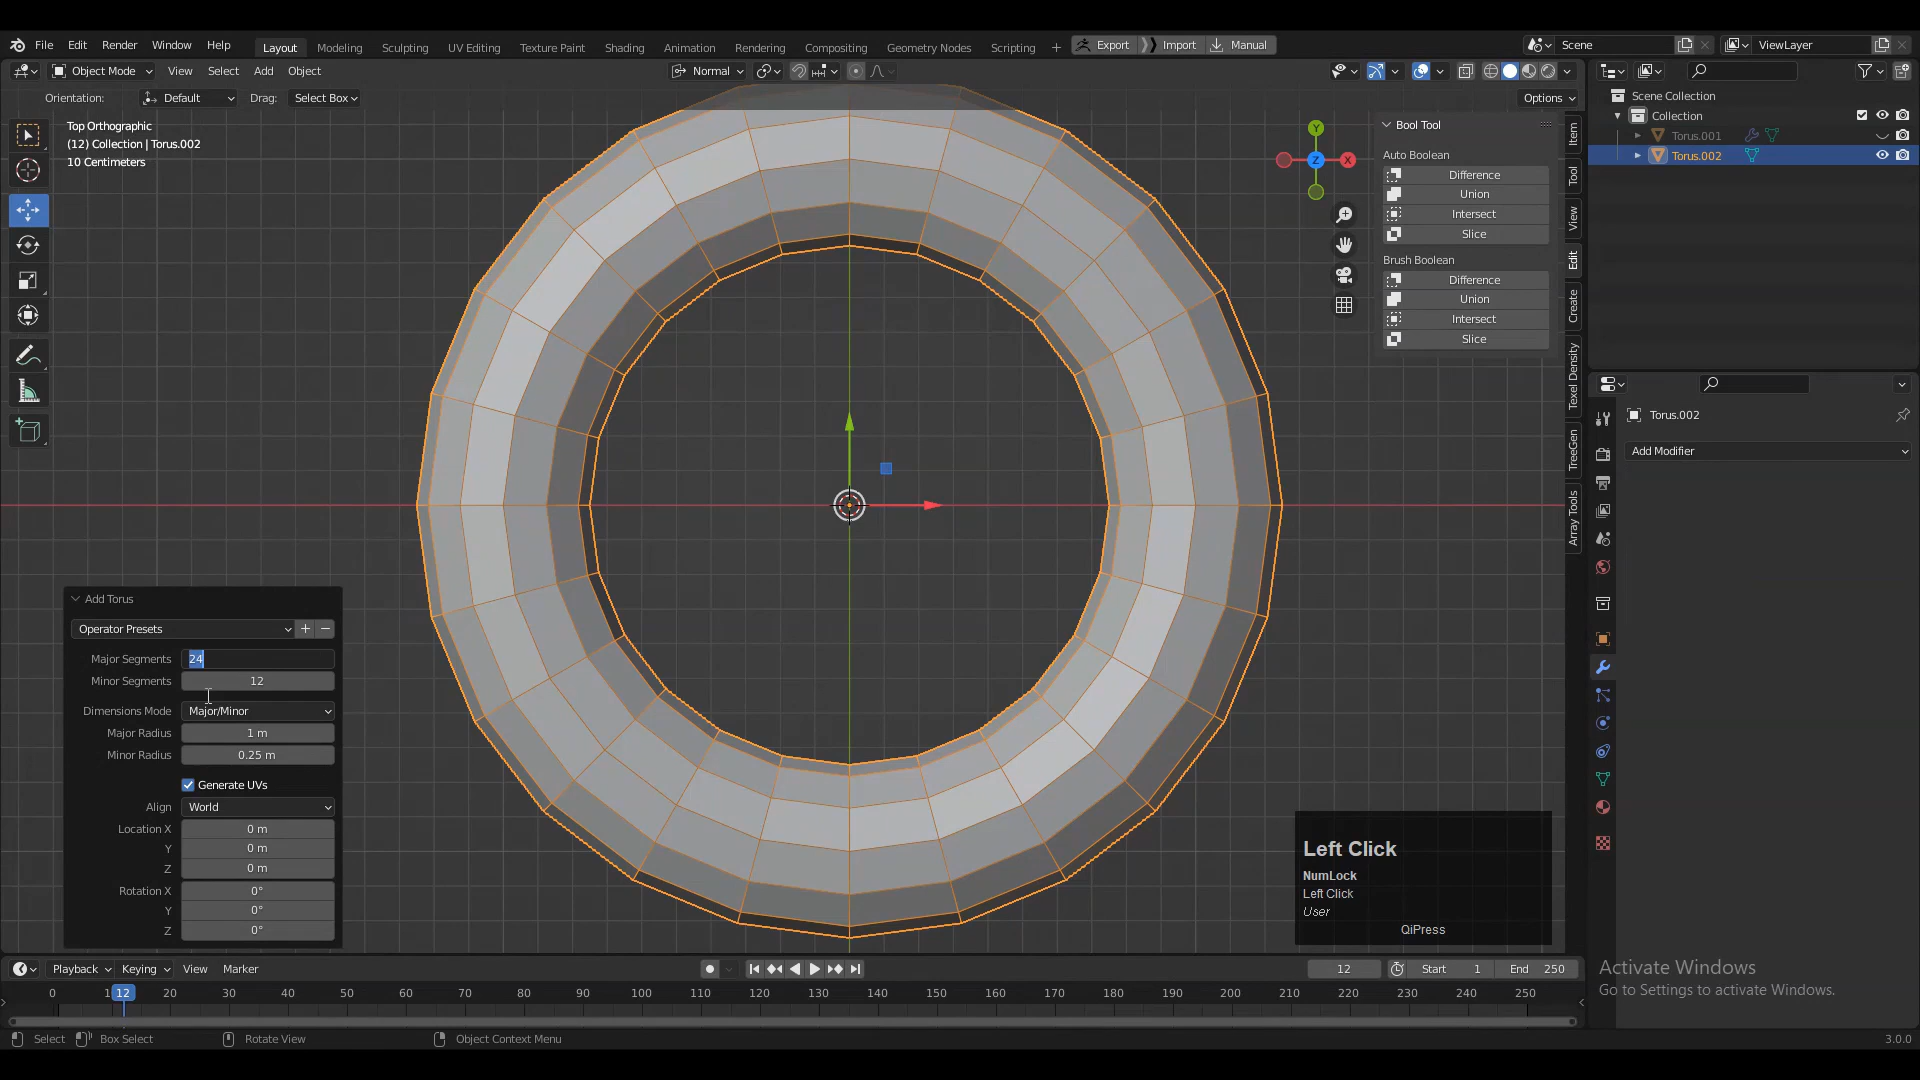 File Edit Render Window Help Layout Modeling Sculpting UV Editing Texture Paint Shading Animation Rendering Compositing Geometry Nodes Scripting + Export Import Manual Scene ViewLayer
Object Mode View Select Add Object Normal
Orientation: Default Drag: Select Box Options
Top Orthographic
(12) Collection | Torus.002
10 Centimeters
Y
X
Z
Bool Tool
Auto Boolean
Difference
Union
Intersect
Slice
Brush Boolean
Difference
Union
Intersect
Slice
Item
Tool
View
Edit
Create
Texel Density
TreeGen
Array Tools
Scene Collection
Collection
Torus.001
Torus.002
Torus.002
Add Modifier
Add Torus
Operator Presets
Major Segments 24
Minor Segments 12
Dimensions Mode Major/Minor
Major Radius 1 m
Minor Radius 0.25 m
Generate UVs
Align World
Location X 0 m
Y 0 m
Z 0 m
Rotation X 0°
Y 0°
Z 0°
Left Click
NumLock
Left Click
User
QiPress
Activate Windows
Go to Settings to activate Windows.
Playback Keying View Marker 12 Start 1 End 250
0 1 12 20 30 40 50 60 70 80 90 100 110 120 130 140 150 160 170 180 190 200 210 220 230 240 250
Select Box Select Rotate View Object Context Menu 3.0.0